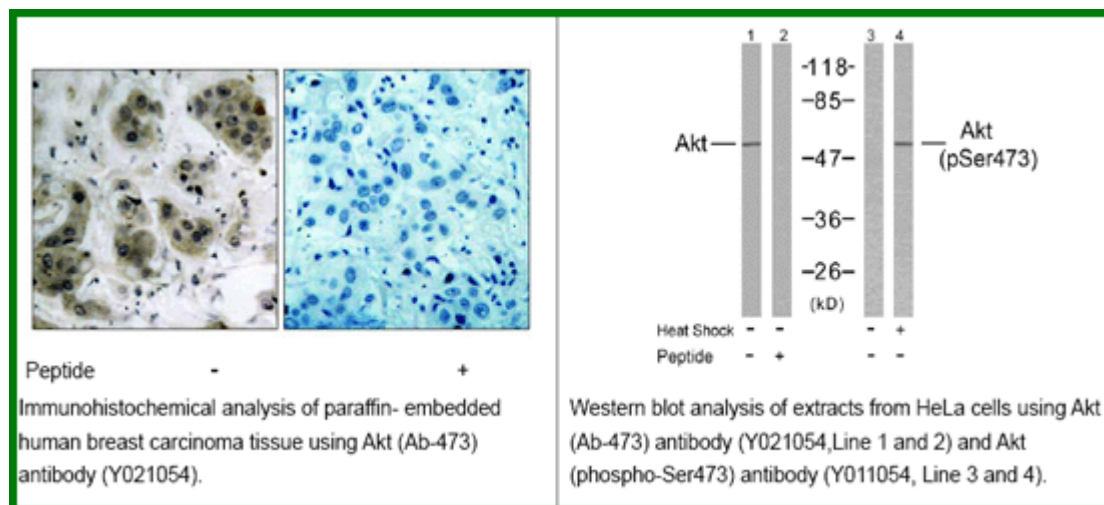 Peptide - +
Immunohistochemical analysis of paraffin- embedded
human breast carcinoma tissue using Akt (Ab-473)
antibody (Y021054).
1 2 3 4
-118-
-85-
Akt
Akt
(pSer473)
-47-
-36-
-26-
(kD)
Heat Shock - - - +
Peptide - + - -
Western blot analysis of extracts from HeLa cells using Akt
(Ab-473) antibody (Y021054,Line 1 and 2) and Akt
(phospho-Ser473) antibody (Y011054, Line 3 and 4).